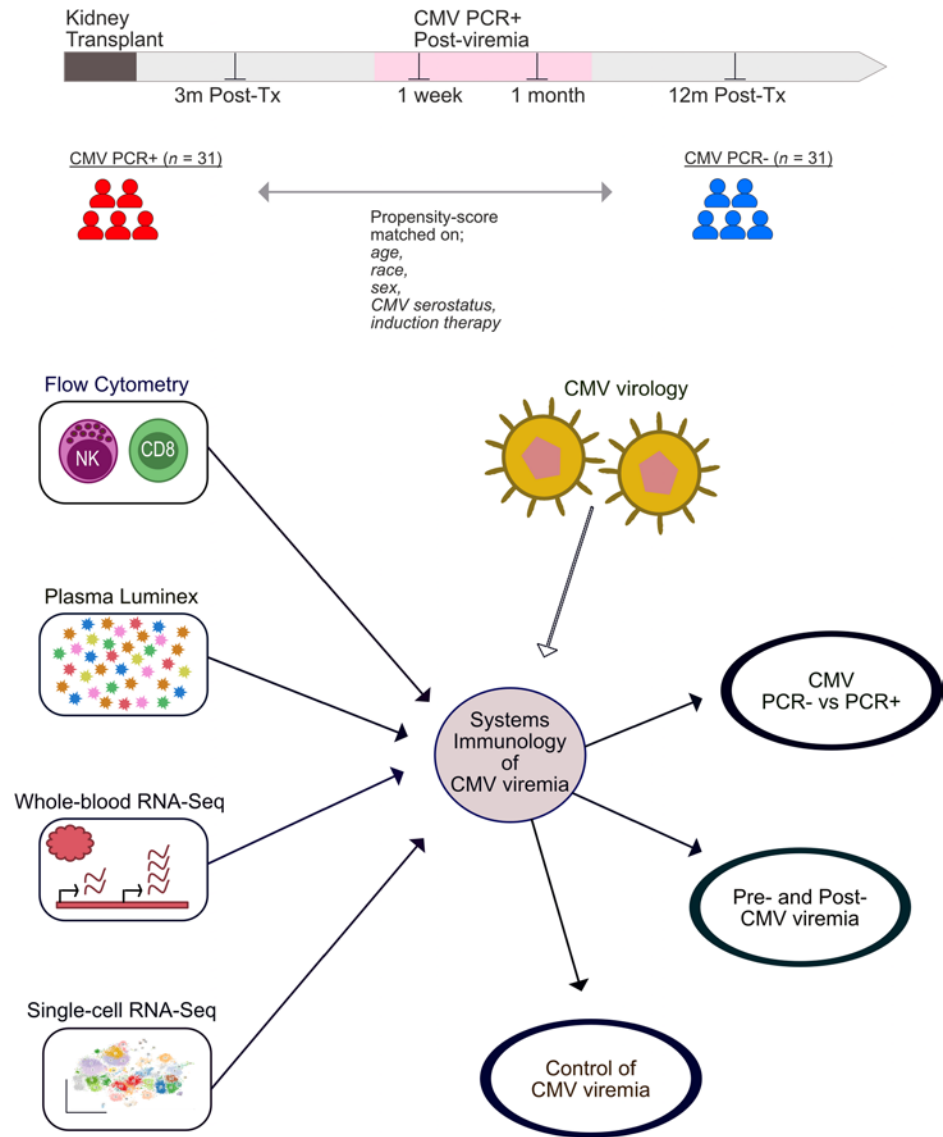 Kidney
Transplant
CMV PCR+
Post-viremia
3m Post-Tx
1 week
1 month
12m Post-Tx
CMV PCR+ (n = 31)
CMV PCR- (n = 31)
Propensity-score
matched on;
age,
race,
sex,
CMV serostatus,
induction therapy
Flow Cytometry
NK
CD8
CMV virology
Plasma Luminex
Systems
Immunology
of
CMV viremia
CMV
PCR- vs PCR+
Whole-blood RNA-Seq
Pre- and Post-
CMV viremia
Single-cell RNA-Seq
Control of
CMV viremia